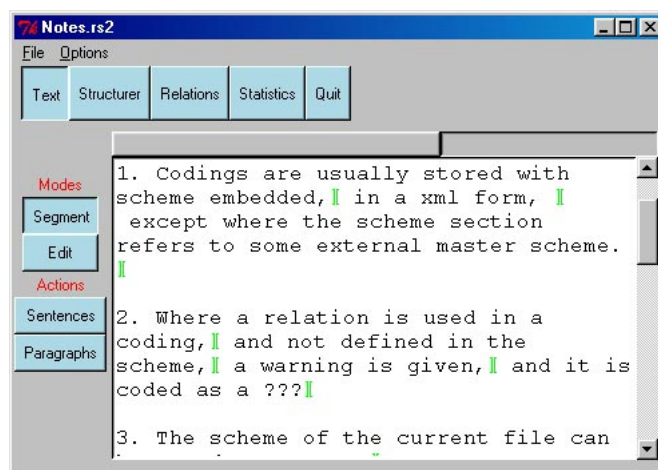 Notes.rs2
File Options
Text Structurer Relations Statistics Quit
Modes
Segment
Edit
Actions
Sentences
Paragraphs
1. Codings are usually stored with
scheme embedded, in a xml form,
except where the scheme section
refers to some external master scheme.
2. Where a relation is used in a
coding, and not defined in the
scheme, a warning is given, and it is
coded as a ???
3. The scheme of the current file can